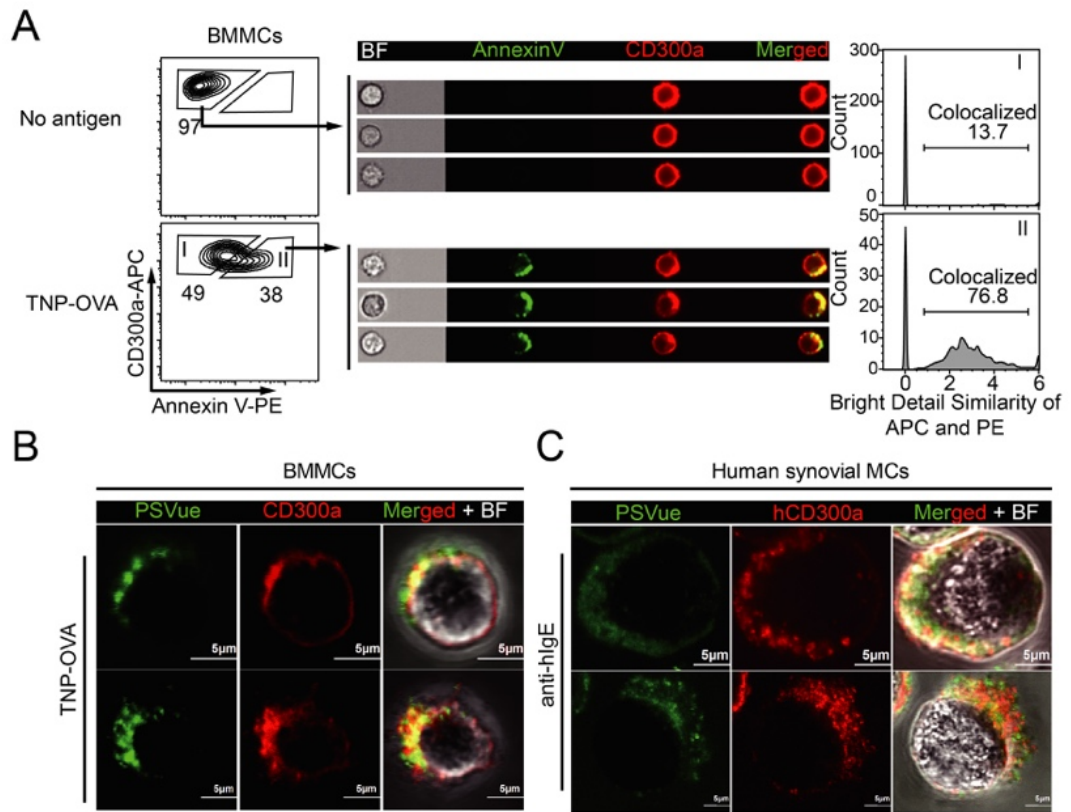 A
BMMCs
BF AnnexinV CD300a Merged
No antigen
97
300
200
100
0
Count
I
Colocalized
13.7
TNP-OVA
I
II
49
38
CD300a-APC
Annexin V-PE
50
40
30
20
10
0
Count
II
Colocalized
76.8
0 2 4 6
Bright Detail Similarity of
APC and PE
B
BMMCs
PSVue CD300a Merged + BF
TNP-OVA
5μm 5μm 5μm
5μm 5μm 5μm
C
Human synovial MCs
PSVue hCD300a Merged + BF
anti-hIgE
5μm 5μm 5μm
5μm 5μm 5μm